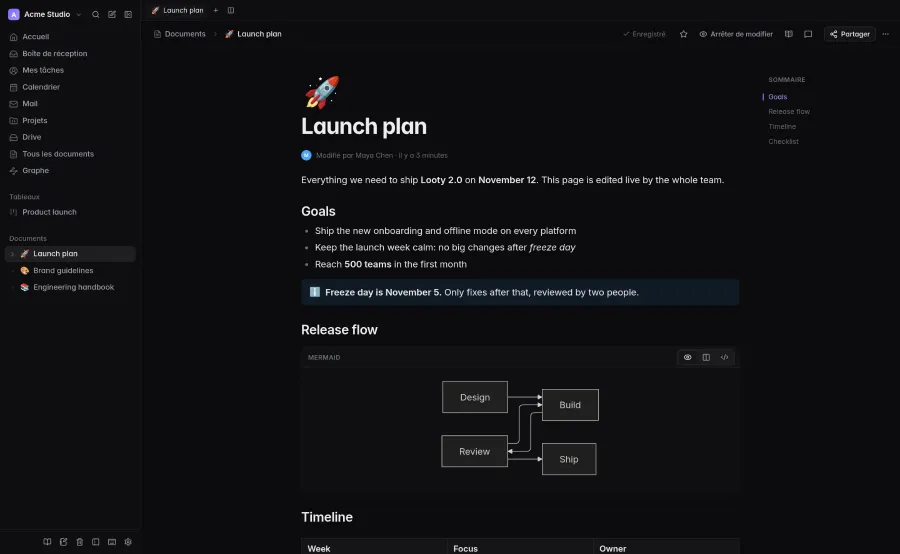 Acme Studio
Accueil
Boîte de réception
Mes tâches
Calendrier
Mail
Projets
Drive
Tous les documents
Graphe
Tableaux
Product launch
Documents
Launch plan
Brand guidelines
Engineering handbook
Launch plan
Documents
Launch plan
Enregistré
Arrêter de modifier
Partager
Launch plan
Modifié par Maya Chen · il y a 3 minutes
Everything we need to ship Looty 2.0 on November 12. This page is edited live by the whole team.
Goals
Ship the new onboarding and offline mode on every platform
Keep the launch week calm: no big changes after freeze day
Reach 500 teams in the first month
Freeze day is November 5. Only fixes after that, reviewed by two people.
Release flow
MERMAID
Design
Build
Review
Ship
Timeline
Week Focus Owner
SOMMAIRE
Goals
Release flow
Timeline
Checklist